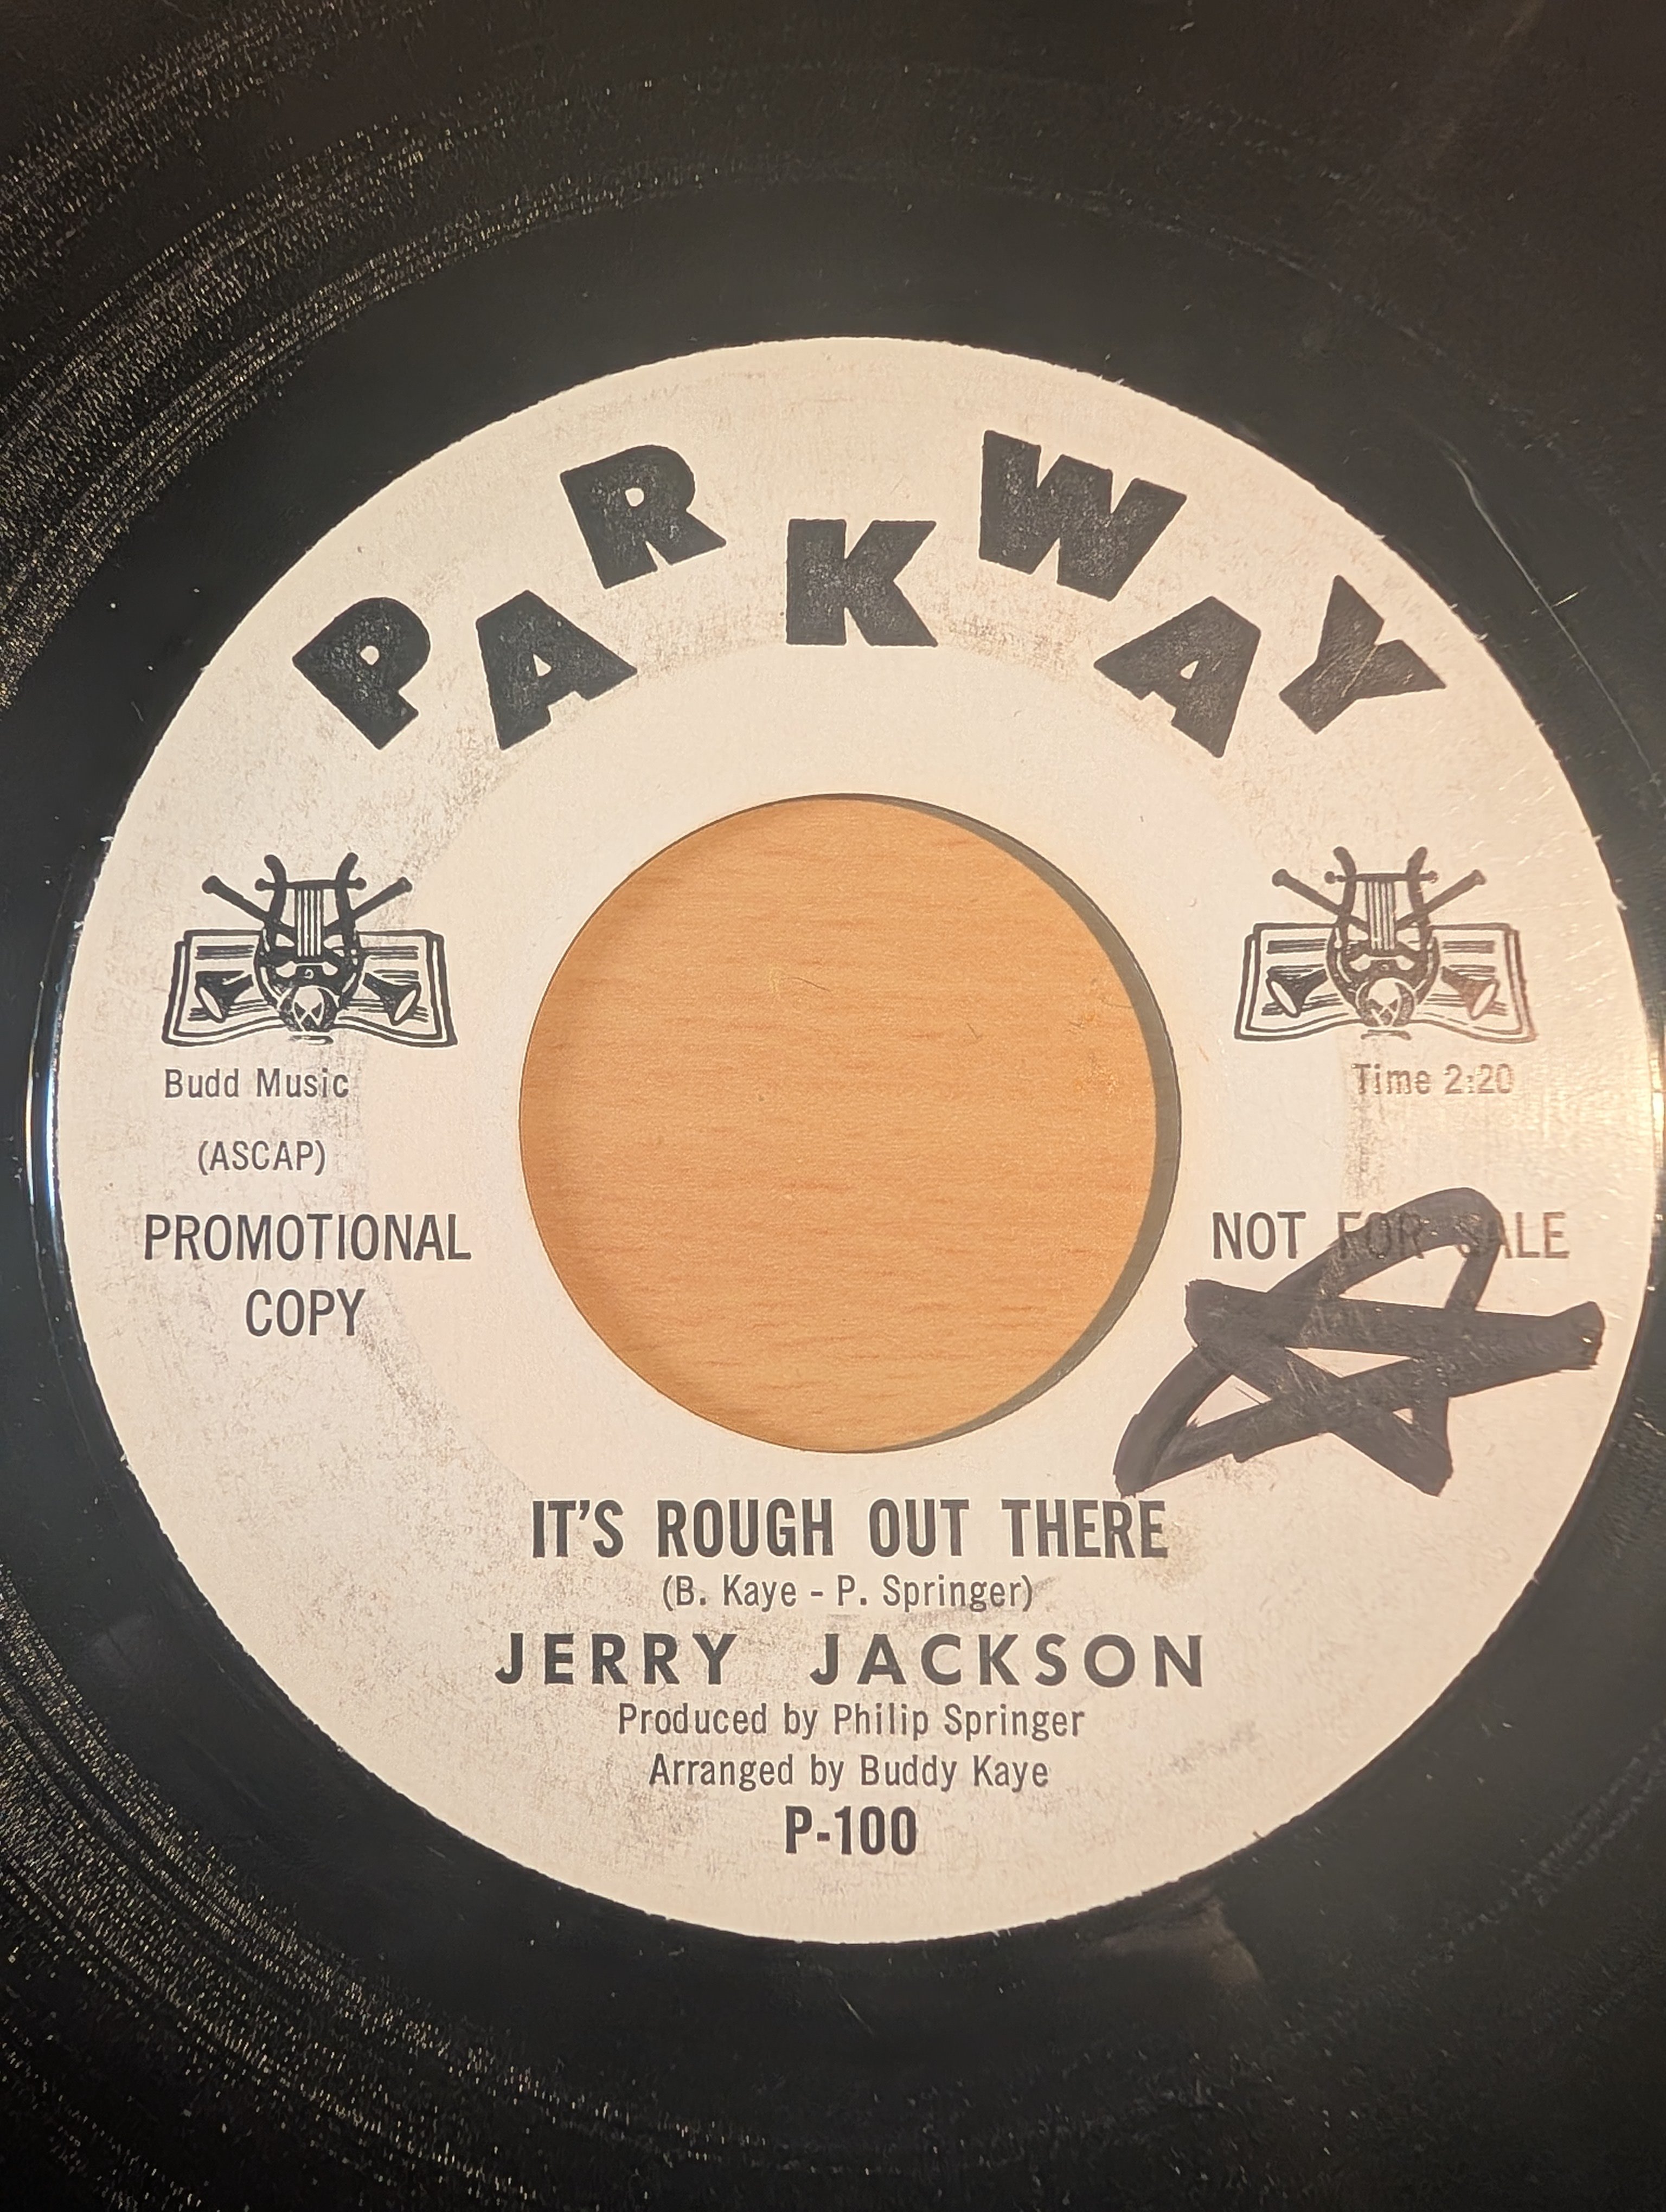 PARKWAY
Budd Music
(ASCAP)
PROMOTIONAL
COPY
Time 2:20
NOT FOR SALE
IT'S ROUGH OUT THERE
(B. Kaye - P. Springer)
JERRY JACKSON
Produced by Philip Springer
Arranged by Buddy Kaye
P-100